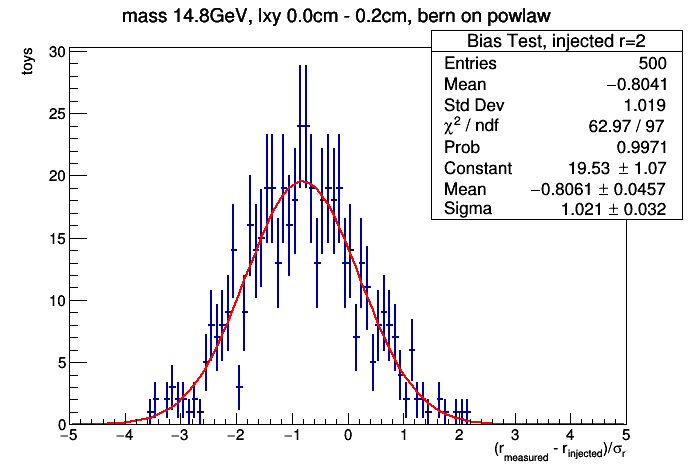 mass 14.8GeV, lxy 0.0cm - 0.2cm, bern on powlaw
Bias Test, injected r=2
Entries 500
Mean −0.8041
Std Dev 1.019
χ² / ndf 62.97 / 97
Prob 0.9971
Constant 19.53 ± 1.07
Mean −0.8061 ± 0.0457
Sigma 1.021 ± 0.032
toys
30
25
20
15
10
5
0
−5 −4 −3 −2 −1 0 1 2 3 4 5
(r_measured - r_injected)/σ_r